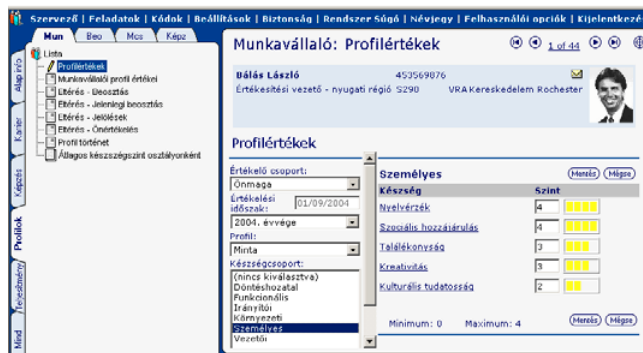 Szervező | Feladatok | Kódok | Beállítások | Biztonság | Rendszer Súgó | Névjegy | Felhasználói opciók | Kijelentkezé
Mun
Beo
Mcs
Képz
Alap info
Karier
Képzés
Profilok
Teljesítmény
Mind
Lista
Profilértékek
Munkavállalói profil értékei
Eltérés - Beosztás
Eltérés - Jelenlegi beosztás
Eltérés - Jelölések
Eltérés - Önértékelés
Profil történet
Átlagos készségszint osztályonként
Munkavállaló: Profilértékek
1 of 44
Bálás László 453569876
Értékesítési vezető - nyugati régió S290 VRA Kereskedelem Rochester
Profilértékek
Értékelő csoport:
Önmaga
Értékelési időszak: 01/09/2004
2004. évvége
Profil:
Minta
Készségcsoport:
(nincs kiválasztva)
Döntéshozatal
Funkcionális
Irányítói
Környezeti
Személyes
Vezetői
Személyes
Mentés
Mégse
Készség Szint
Nyelvérzék 4
Szociális hozzájárulás 4
Találékonyság 3
Kreativitás 3
Kulturális tudatosság 2
Minimum: 0 Maximum: 4
Mentés
Mégse